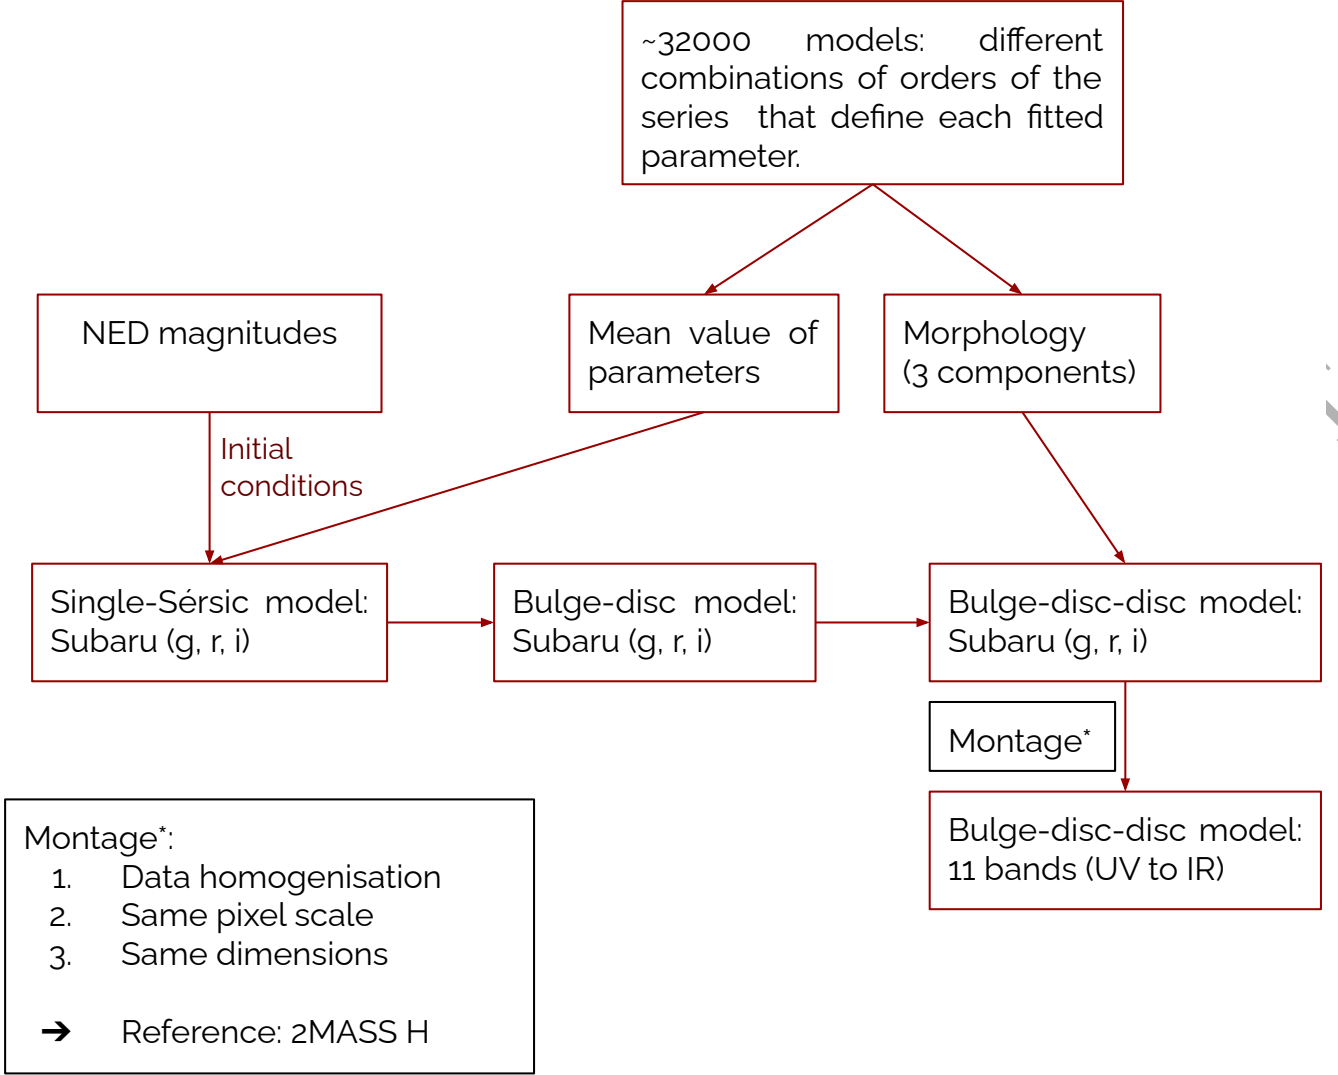 ~32000 models: different
combinations of orders of the
series that define each fitted
parameter.
NED magnitudes
Mean value of
parameters
Morphology
(3 components)
Initial
conditions
Single-Sérsic model:
Subaru (g, r, i)
Bulge-disc model:
Subaru (g, r, i)
Bulge-disc-disc model:
Subaru (g, r, i)
Montage*
Bulge-disc-disc model:
11 bands (UV to IR)
Montage*:
1. Data homogenisation
2. Same pixel scale
3. Same dimensions
➔ Reference: 2MASS H